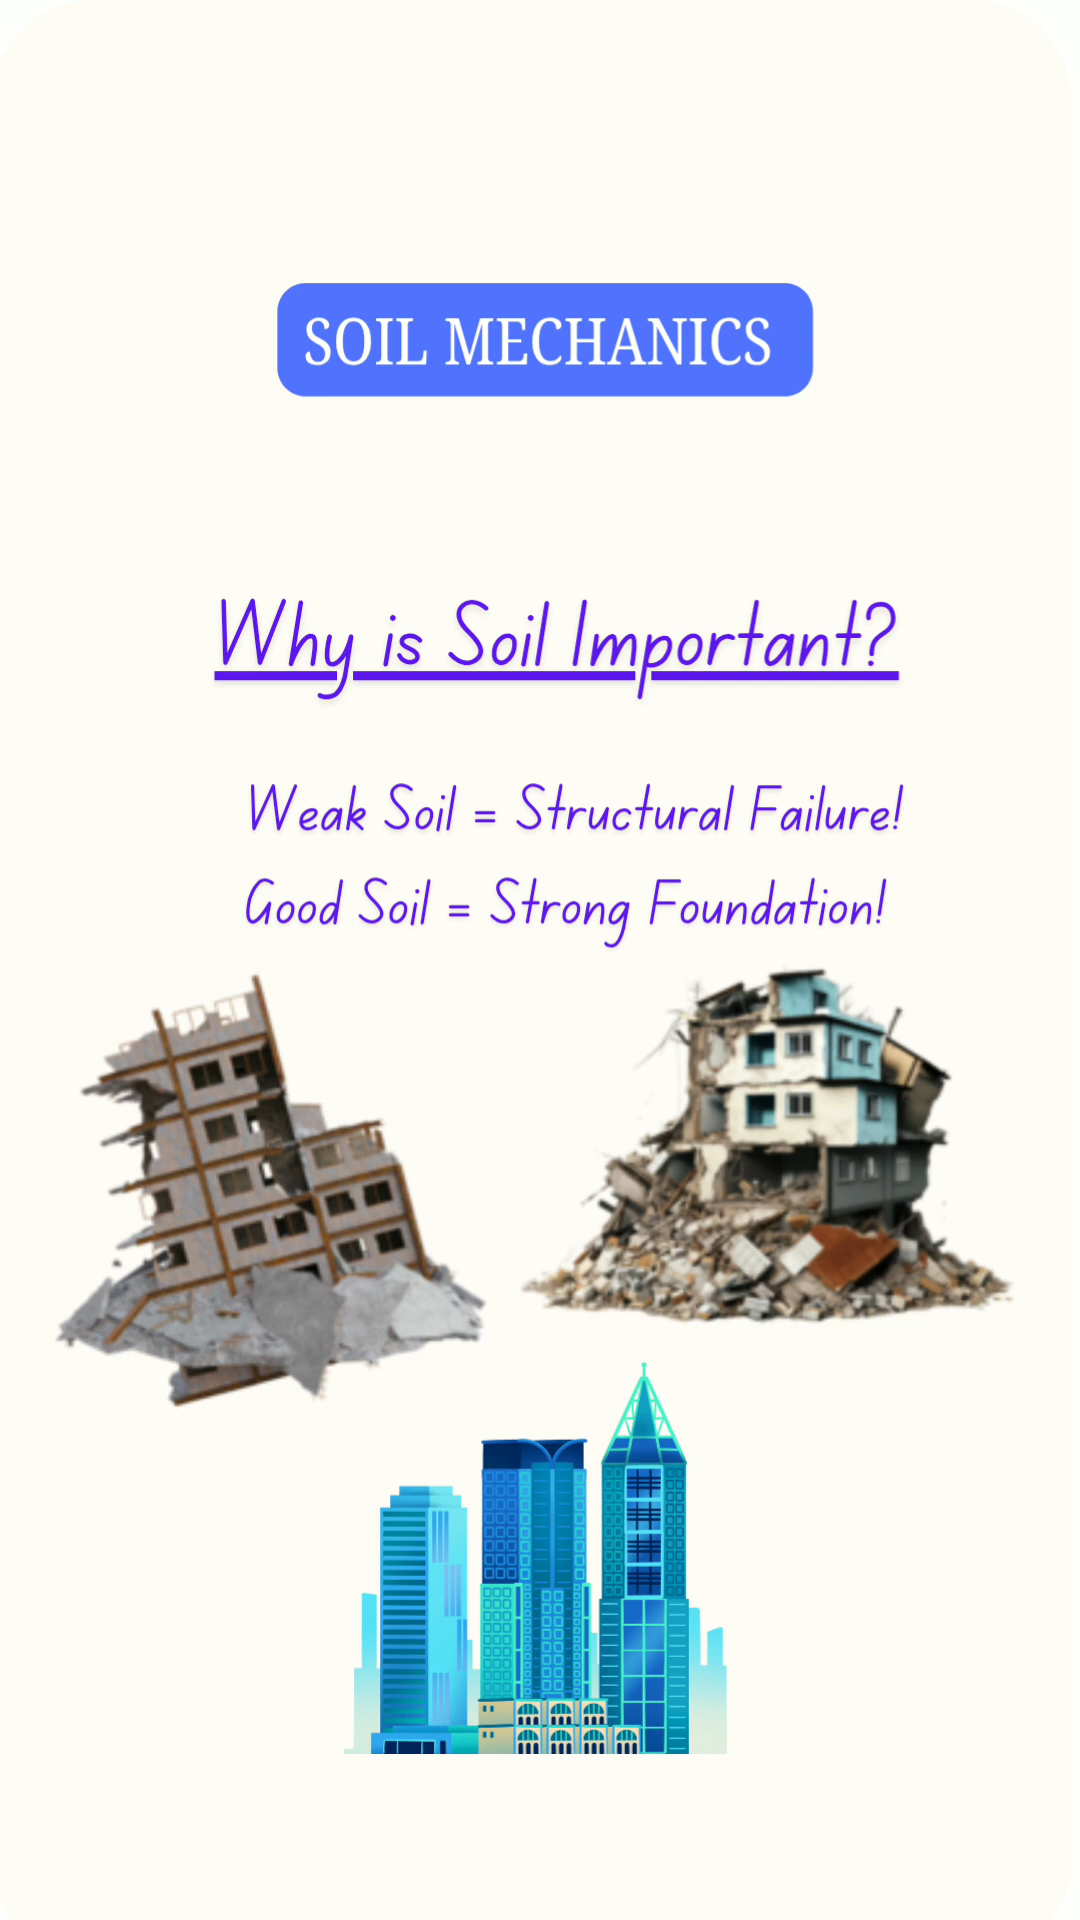 SOIL MECHANICS
Why is Soil Important?
Weak Soil = Structural Failure!
Good Soil = Strong Foundation!